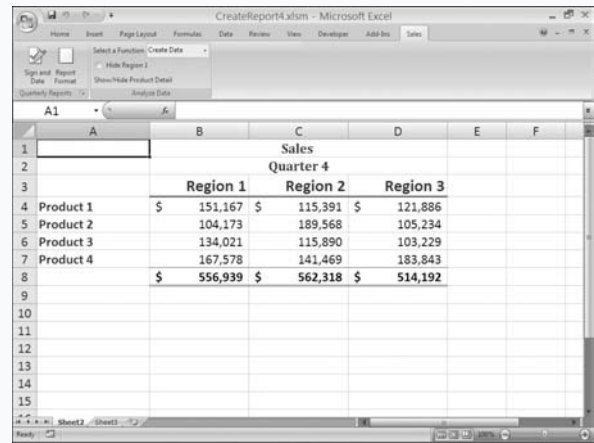 CreateReport4.xlsm - Microsoft Excel
Home Insert Page Layout Formulas Data Review View Developer Add-Ins Sales
Select a Function: Create Data
Hide Region 1
Show/Hide Product Detail
Sign and Date Report Format
Quarterly Reports Analyze Data
A1 fx
A B C D E F
1 Sales
2 Quarter 4
3 Region 1 Region 2 Region 3
4 Product 1 $ 151,167 $ 115,391 $ 121,886
5 Product 2 104,173 189,568 105,234
6 Product 3 134,021 115,890 103,229
7 Product 4 167,578 141,469 183,843
8 $ 556,939 $ 562,318 $ 514,192
9
10
11
12
13
14
15
Sheet2 Sheet3
Ready 100%